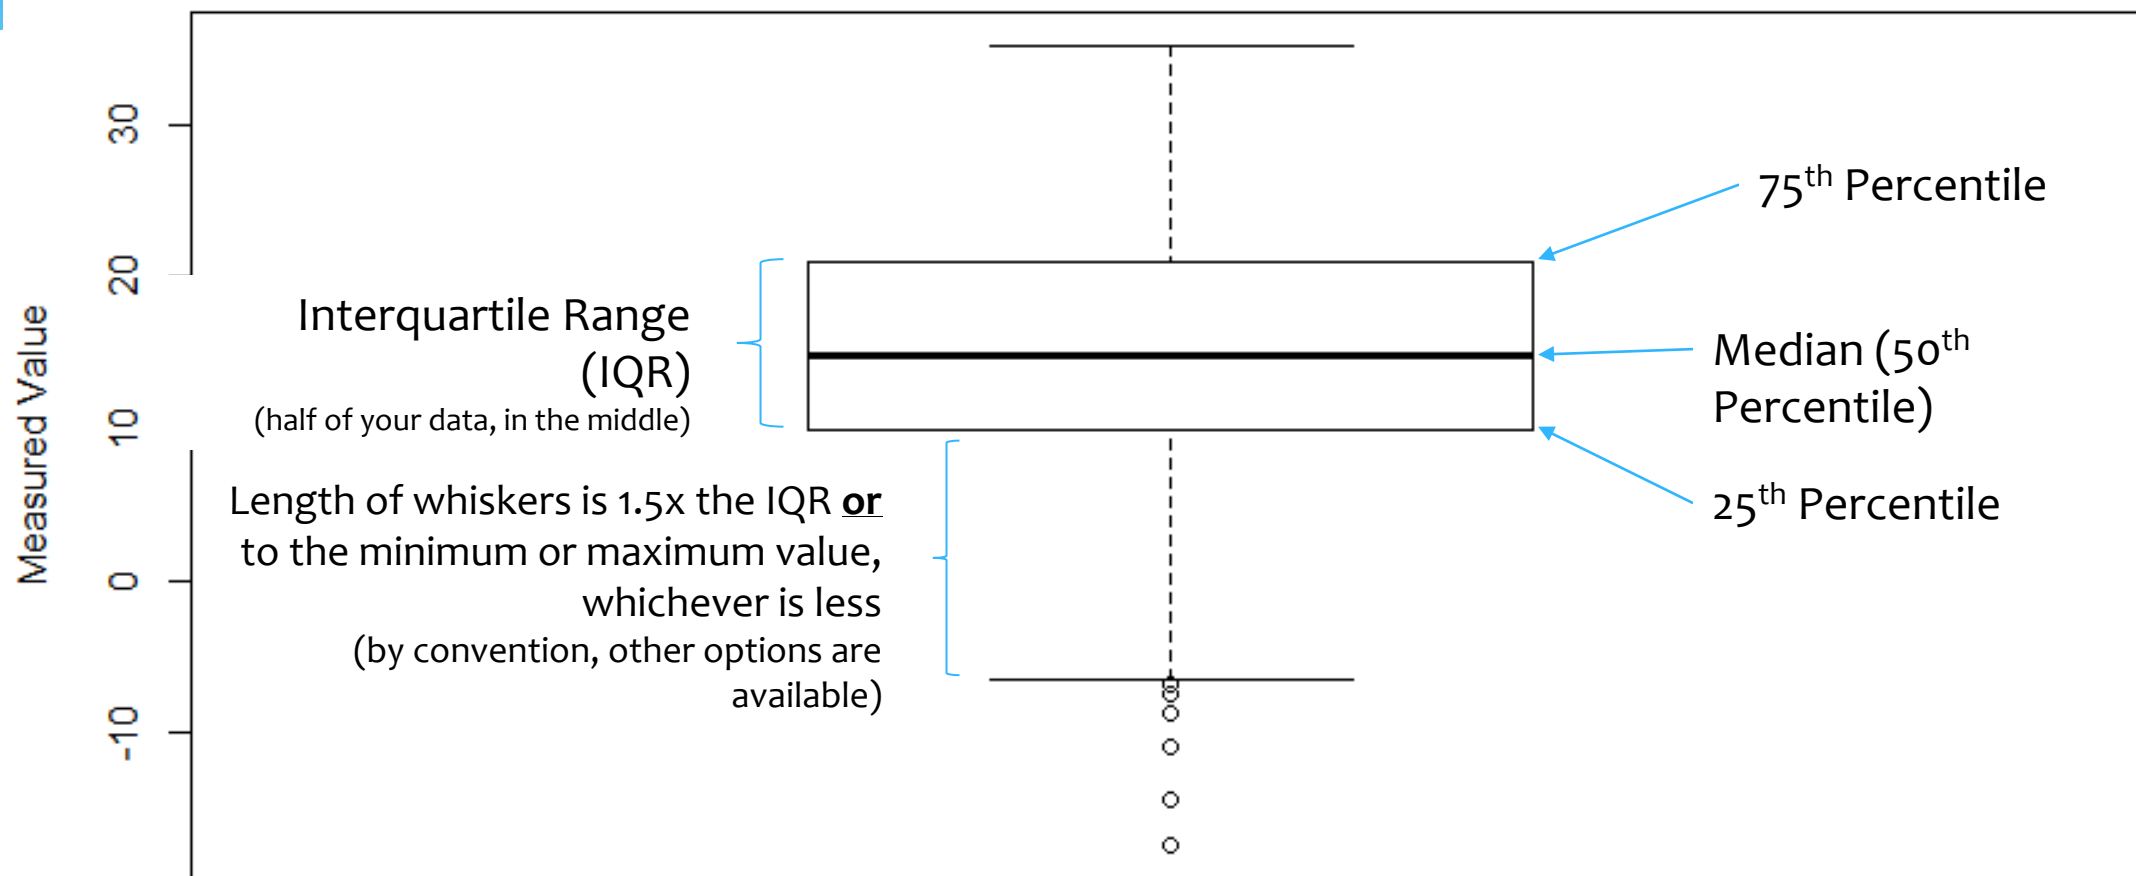 30
20
10
0
-10
Measured Value
75th Percentile
Interquartile Range
(IQR)
(half of your data, in the middle)
Median (50th
Percentile)
25th Percentile
Length of whiskers is 1.5x the IQR or
to the minimum or maximum value,
whichever is less
(by convention, other options are
available)